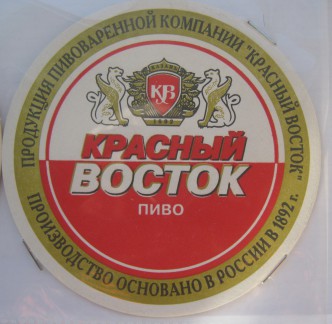 ПРОДУКЦИЯ ПИВОВАРЕННОЙ КОМПАНИИ "КРАСНЫЙ ВОСТОК"
КВ
КРАСНЫЙ
ВОСТОК
ПИВО
ПРОИЗВОДСТВО ОСНОВАНО В РОССИИ В 1892 г.